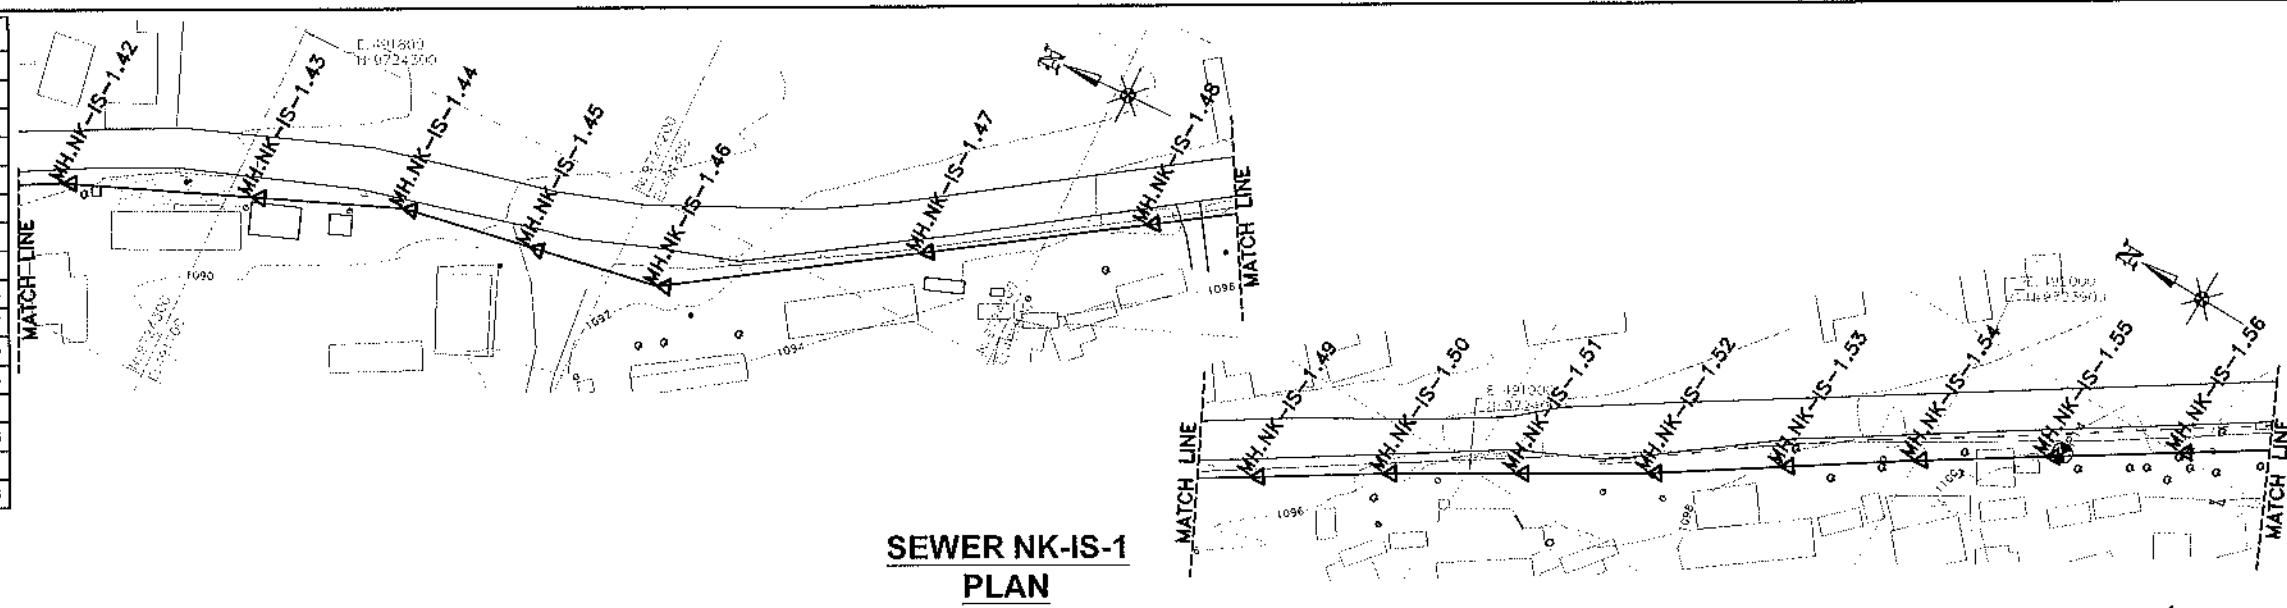 MH.NK-IS-1.42
MH.NK-IS-1.43
MH.NK-IS-1.44
MH.NK-IS-1.45
MH.NK-IS-1.46
MH.NK-IS-1.47
MH.NK-IS-1.48
N
MATCH LINE
MATCH LINE
1090
1092
1094
1096
MH.NK-IS-1.49
MH.NK-IS-1.50
MH.NK-IS-1.51
MH.NK-IS-1.52
MH.NK-IS-1.53
MH.NK-IS-1.54
MH.NK-IS-1.55
MH.NK-IS-1.56
N
MATCH LINE
MATCH LINE
1096
1098
SEWER NK-IS-1
PLAN